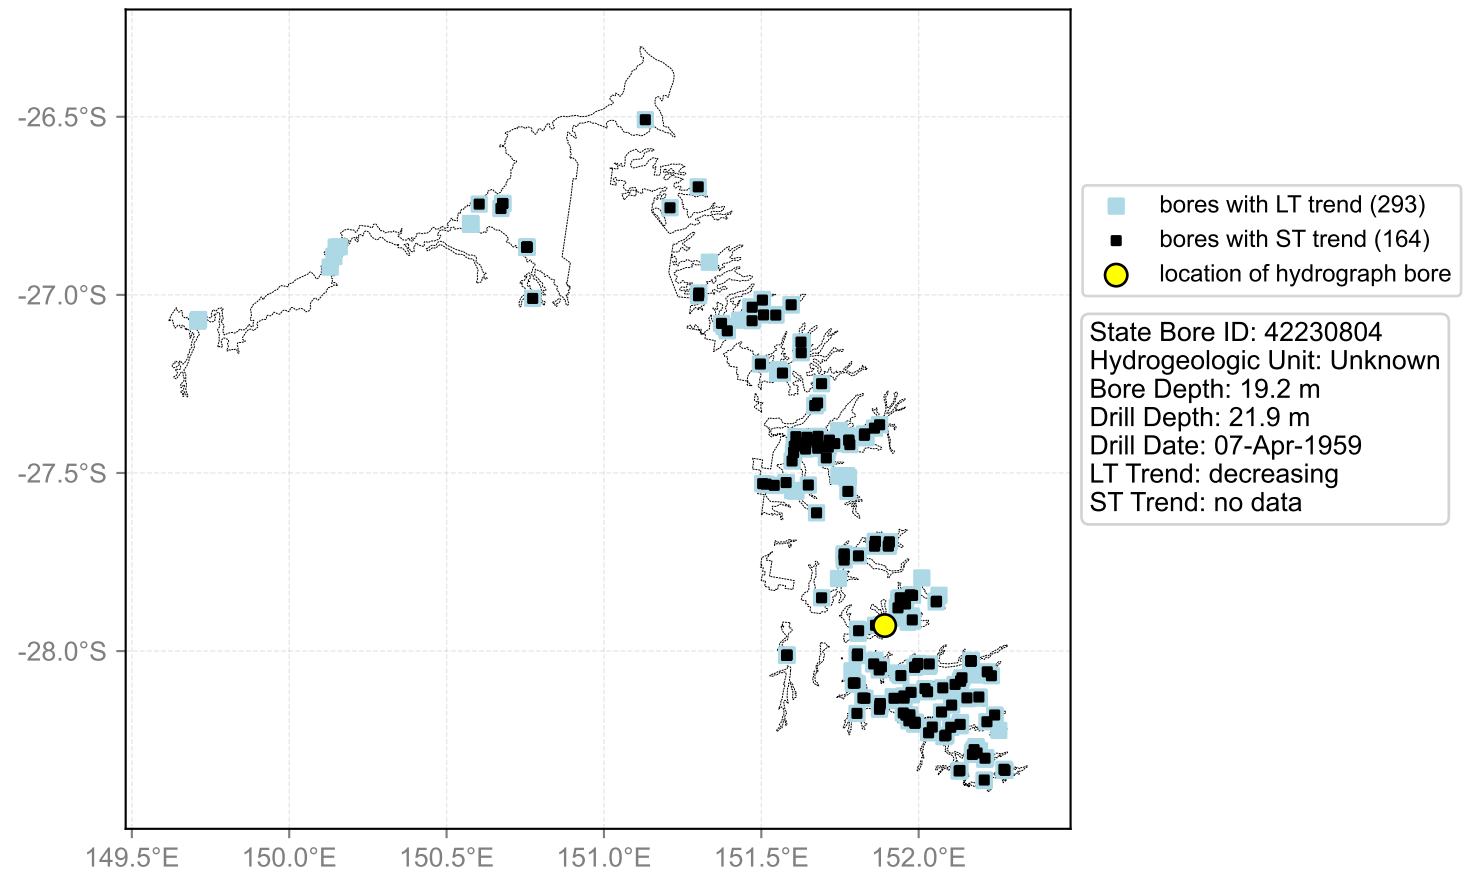 -26.5°S
-27.0°S
-27.5°S
-28.0°S
149.5°E 150.0°E 150.5°E 151.0°E 151.5°E 152.0°E
bores with LT trend (293)
bores with ST trend (164)
location of hydrograph bore
State Bore ID: 42230804
Hydrogeologic Unit: Unknown
Bore Depth: 19.2 m
Drill Depth: 21.9 m
Drill Date: 07-Apr-1959
LT Trend: decreasing
ST Trend: no data